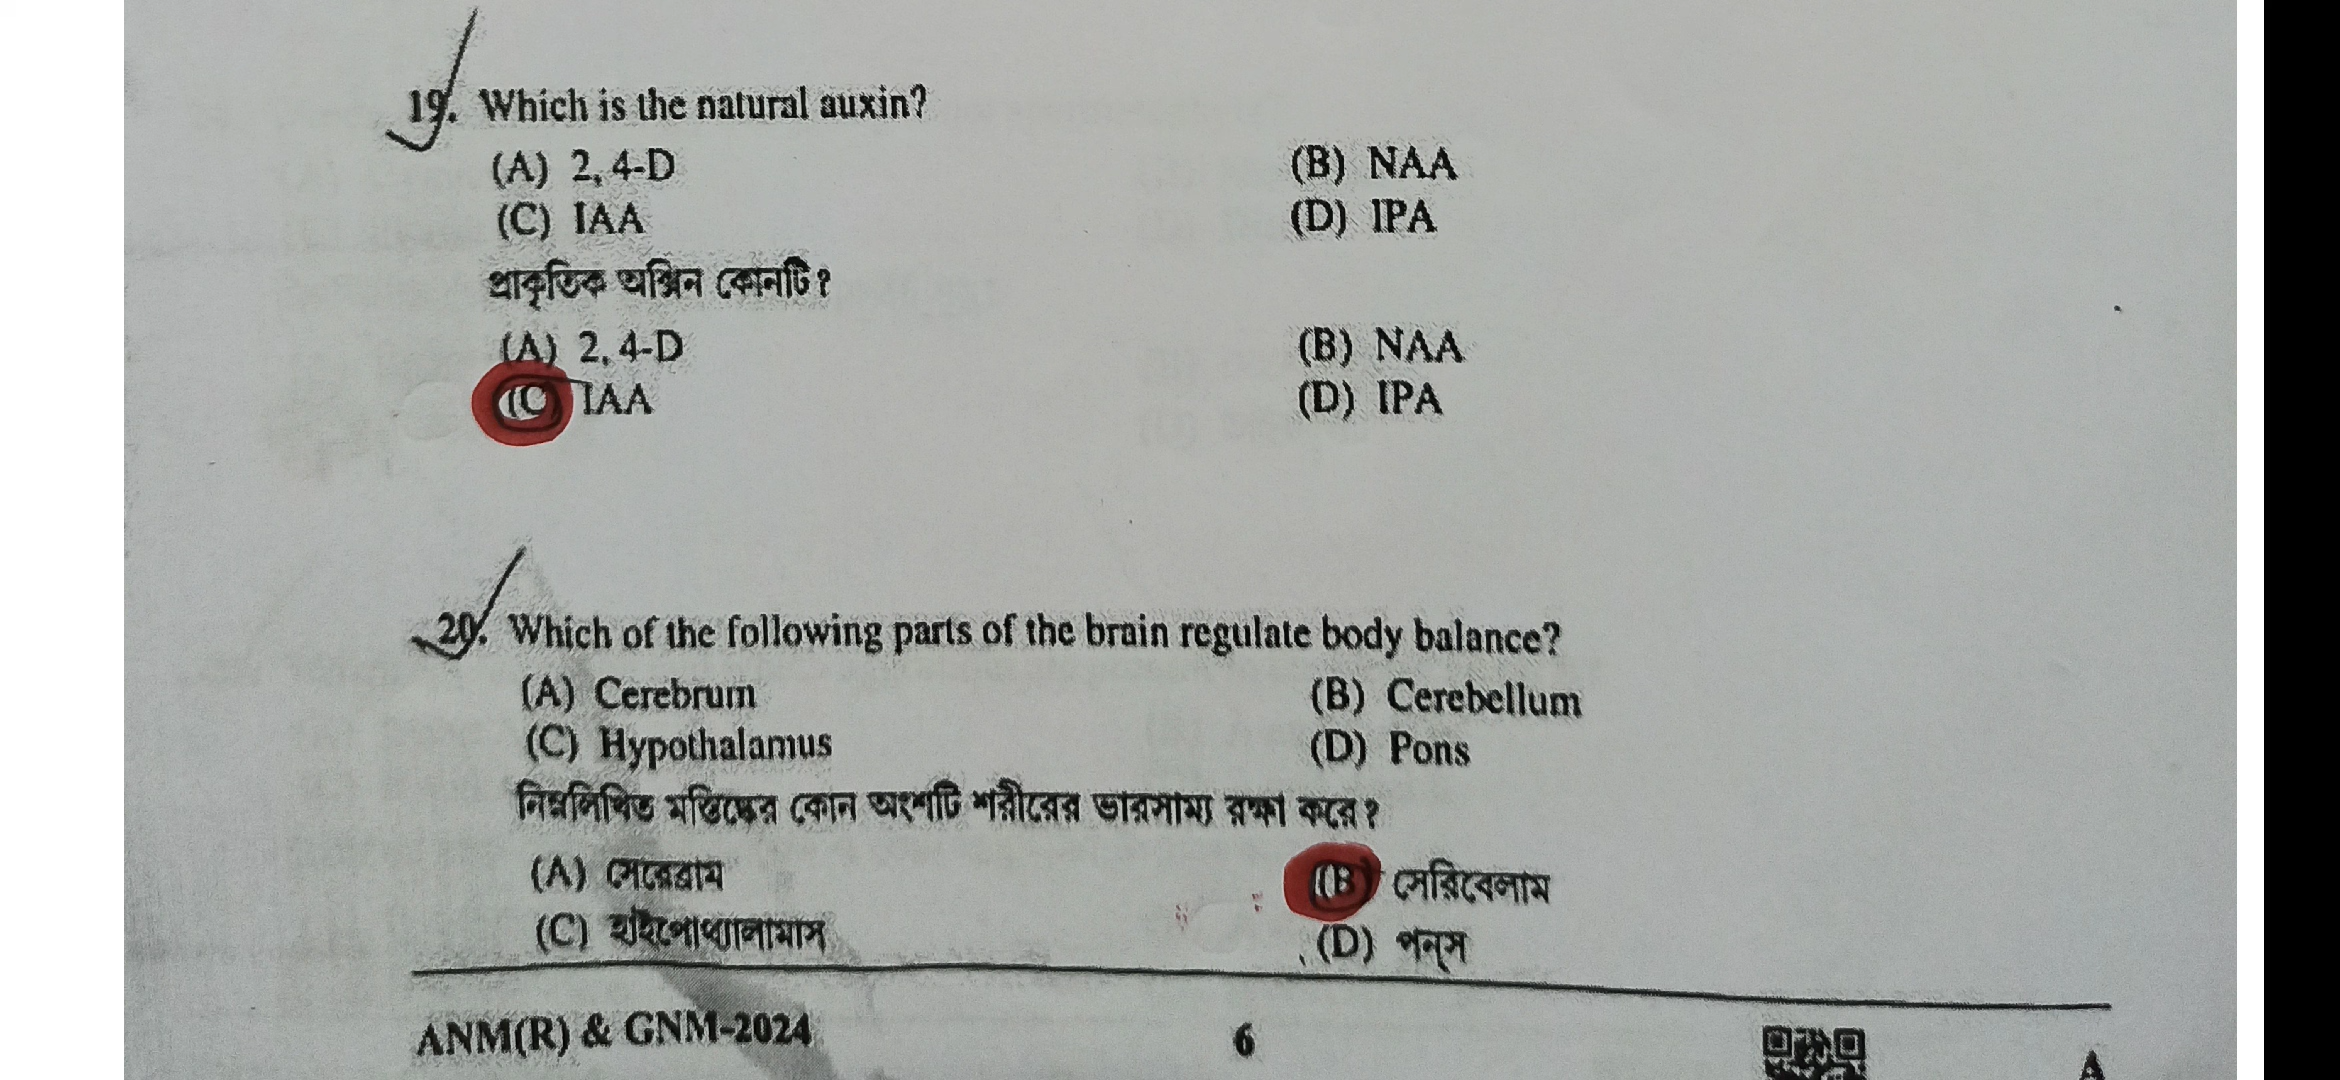 19. Which is the natural auxin?
(A) 2, 4-D (B) NAA
(C) IAA (D) IPA
প্রাকৃতিক অক্সিন কোনটি?
(A) 2, 4-D (B) NAA
(C) IAA (D) IPA
20. Which of the following parts of the brain regulate body balance?
(A) Cerebrum (B) Cerebellum
(C) Hypothalamus (D) Pons
নিম্নলিখিত মস্তিষ্কের কোন অংশটি শরীরের ভারসাম্য রক্ষা করে?
(A) সেরেব্রাম (B) সেরিবেলাম
(C) হাইপোথ্যালামাস (D) পন্‌স
ANM(R) & GNM-2024 6 A